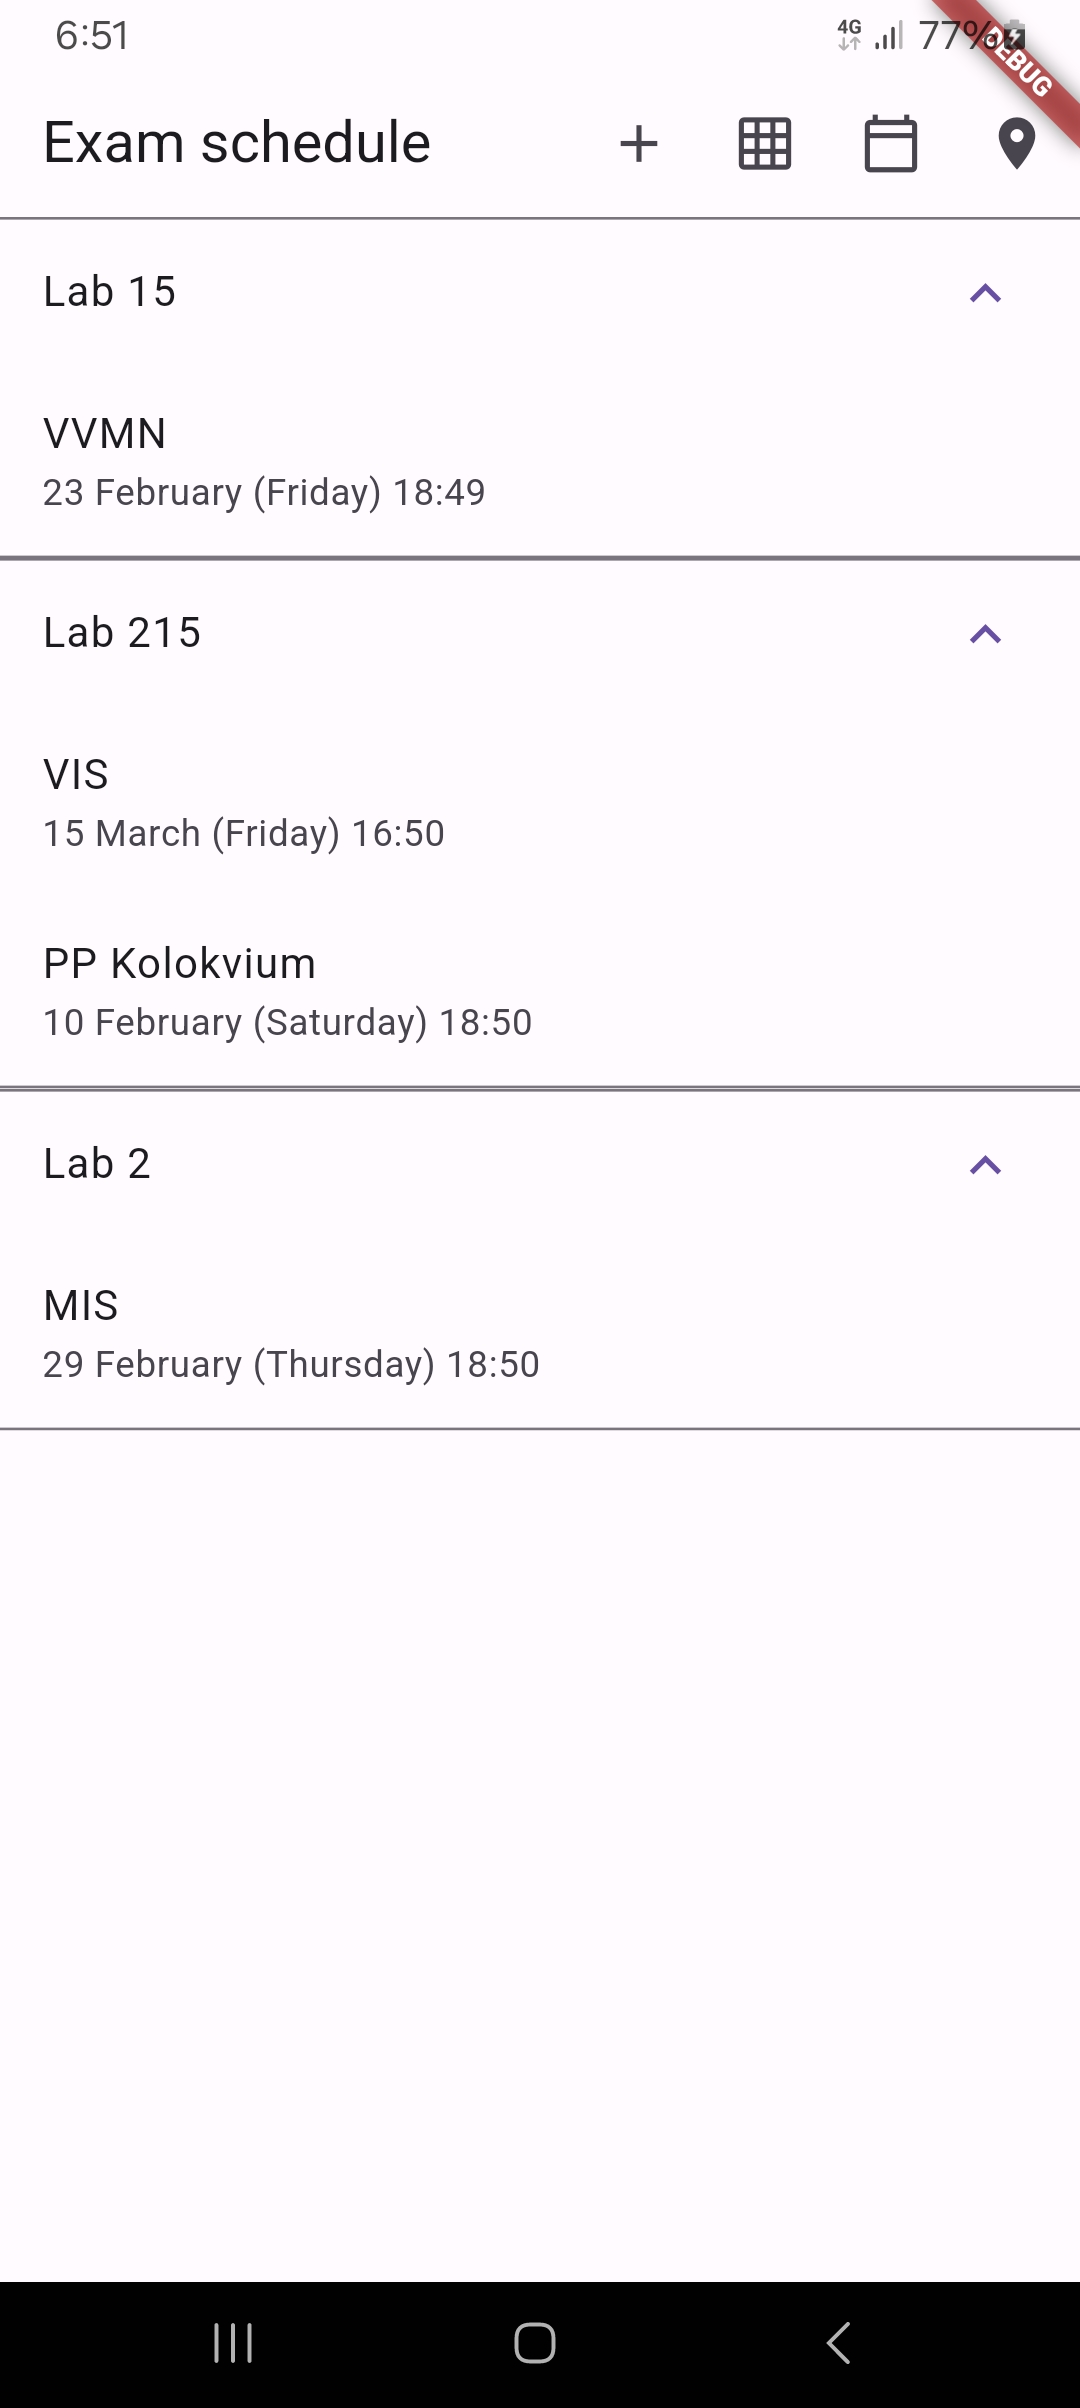 6:51
4G
77%
DEBUG
Exam schedule
Lab 15
VVMN
23 February (Friday) 18:49
Lab 215
VIS
15 March (Friday) 16:50
PP Kolokvium
10 February (Saturday) 18:50
Lab 2
MIS
29 February (Thursday) 18:50